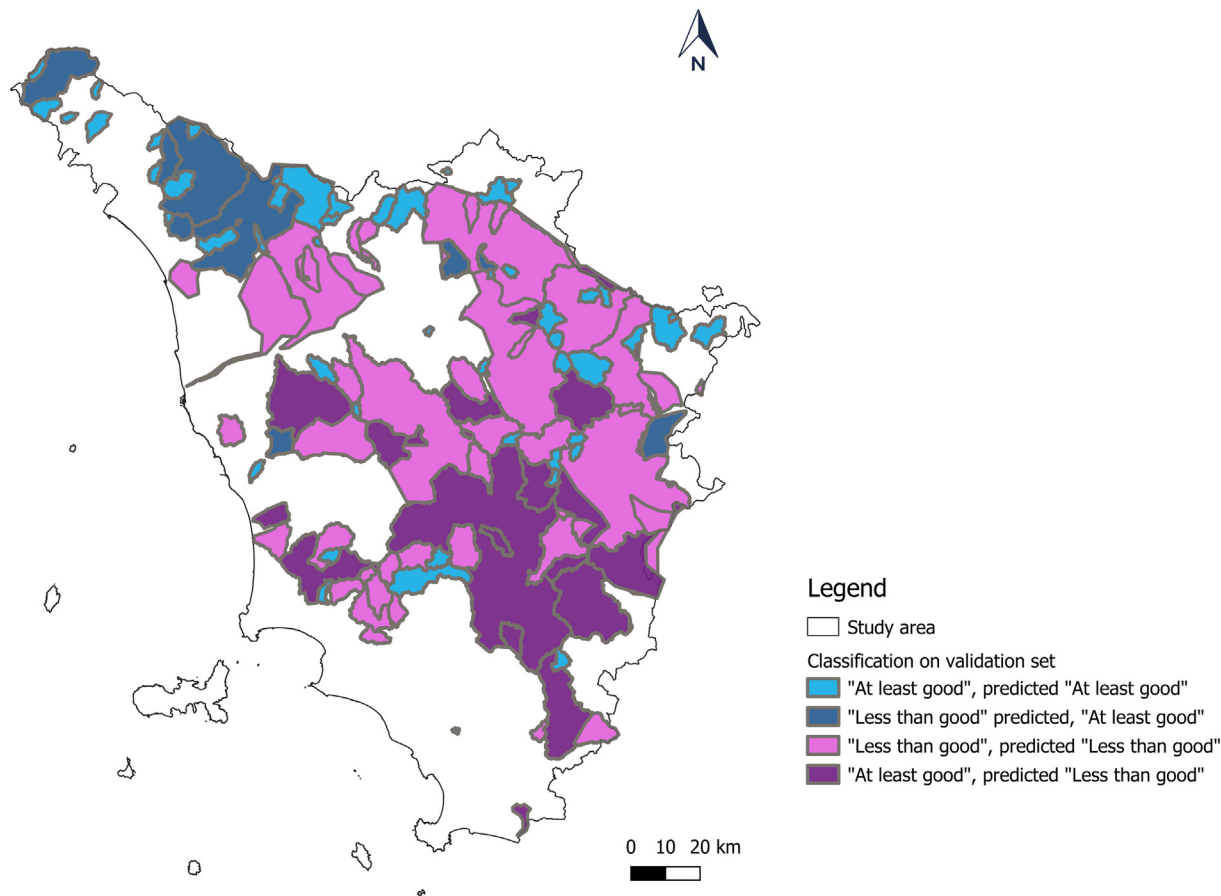 N
Legend
Study area
Classification on validation set
"At least good", predicted "At least good"
"Less than good" predicted, "At least good"
"Less than good", predicted "Less than good"
"At least good", predicted "Less than good"
0 10 20 km